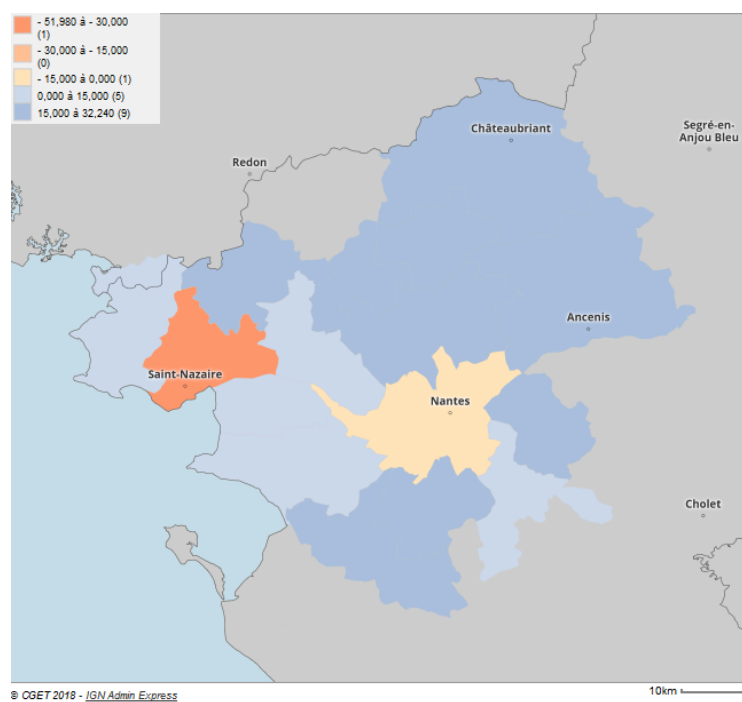 - 51,980 à - 30,000
(1)
- 30,000 à - 15,000
(0)
- 15,000 à 0,000 (1)
0,000 à 15,000 (5)
15,000 à 32,240 (9)
Châteaubriant
Segré-en-
Anjou Bleu
Redon
Ancenis
Saint-Nazaire
Nantes
Cholet
© CGET 2018 - IGN Admin Express
10km